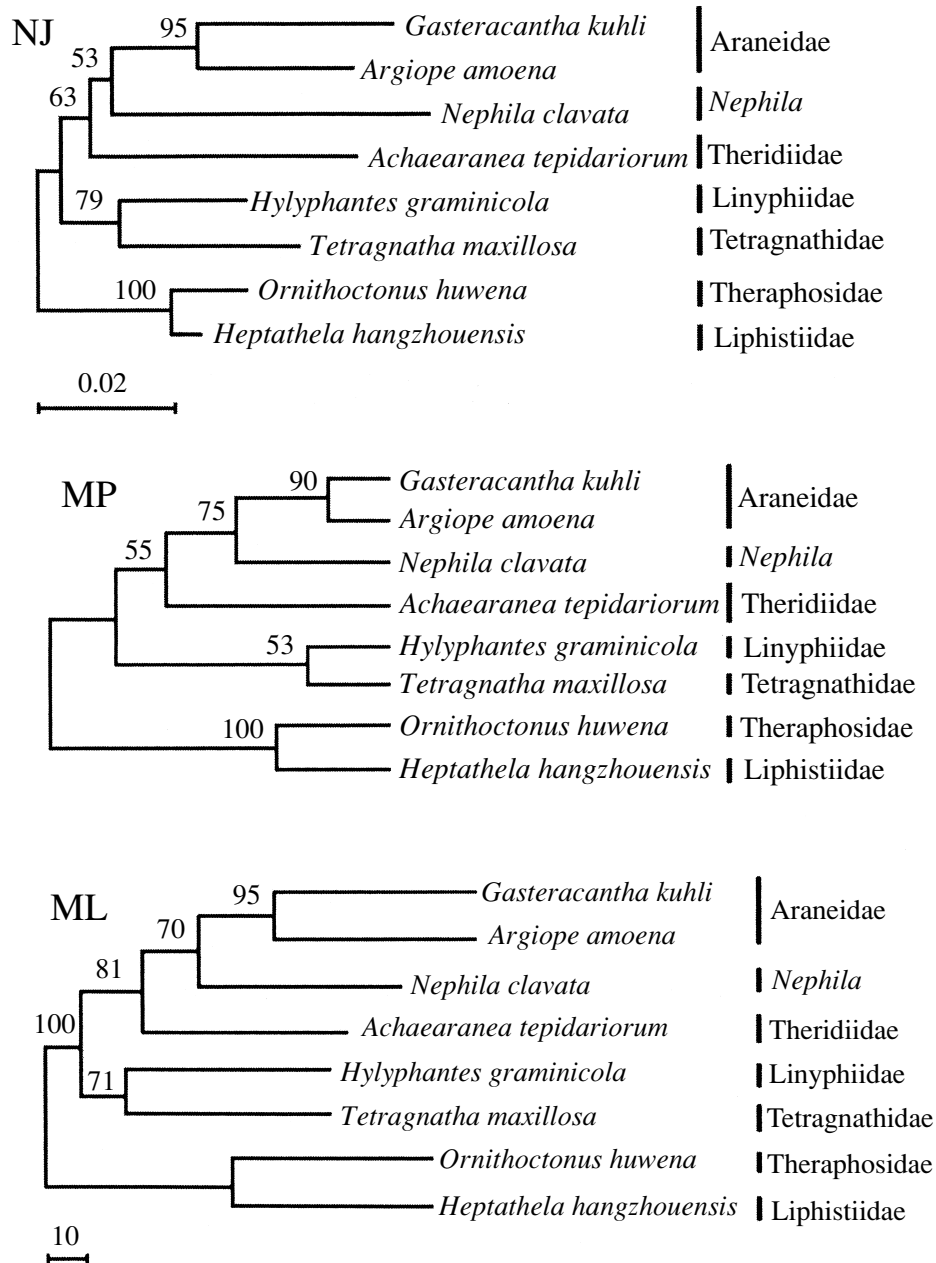 NJ
95
Gasteracantha kuhli
Araneidae
53
Argiope amoena
63
Nephila clavata
Nephila
Achaearanea tepidariorum
Theridiidae
79
Hylyphantes graminicola
Linyphiidae
Tetragnatha maxillosa
Tetragnathidae
100
Ornithoctonus huwena
Theraphosidae
Heptathela hangzhouensis
Liphistiidae
0.02
MP
90
Gasteracantha kuhli
Araneidae
75
Argiope amoena
55
Nephila clavata
Nephila
Achaearanea tepidariorum
Theridiidae
53
Hylyphantes graminicola
Linyphiidae
Tetragnatha maxillosa
Tetragnathidae
100
Ornithoctonus huwena
Theraphosidae
Heptathela hangzhouensis
Liphistiidae
ML
95
Gasteracantha kuhli
Araneidae
70
Argiope amoena
81
Nephila clavata
Nephila
100
Achaearanea tepidariorum
Theridiidae
71
Hylyphantes graminicola
Linyphiidae
Tetragnatha maxillosa
Tetragnathidae
Ornithoctonus huwena
Theraphosidae
Heptathela hangzhouensis
Liphistiidae
10